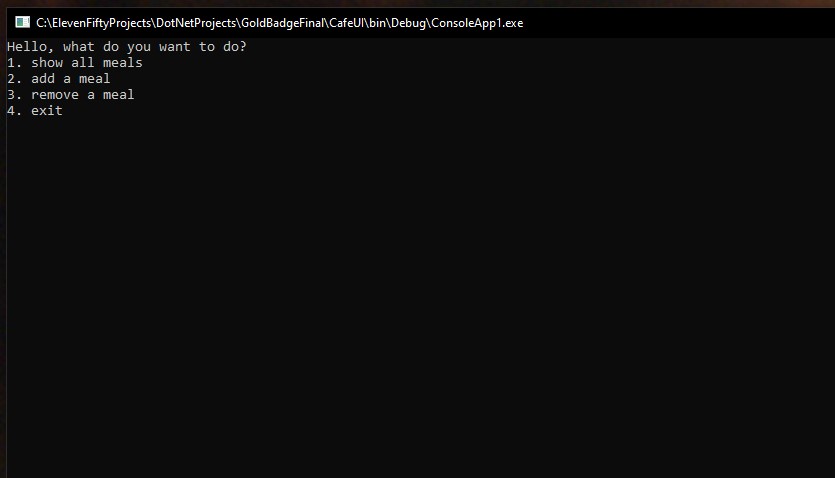 C:\ElevenFiftyProjects\DotNetProjects\GoldBadgeFinal\CafeUI\bin\Debug\ConsoleApp1.exe
Hello, what do you want to do?
1. show all meals
2. add a meal
3. remove a meal
4. exit